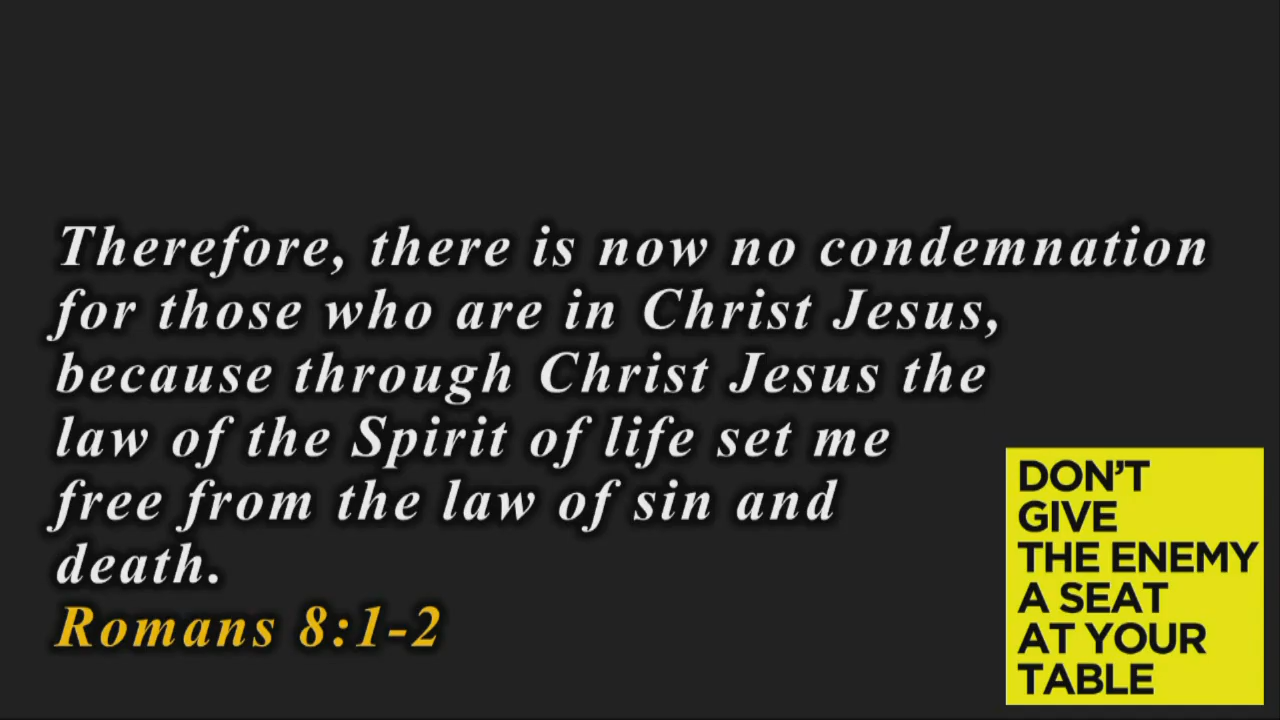 Therefore, there is now no condemnation
for those who are in Christ Jesus,
because through Christ Jesus the
law of the Spirit of life set me
free from the law of sin and
death.
Romans 8:1-2
DON'T
GIVE
THE ENEMY
A SEAT
AT YOUR
TABLE